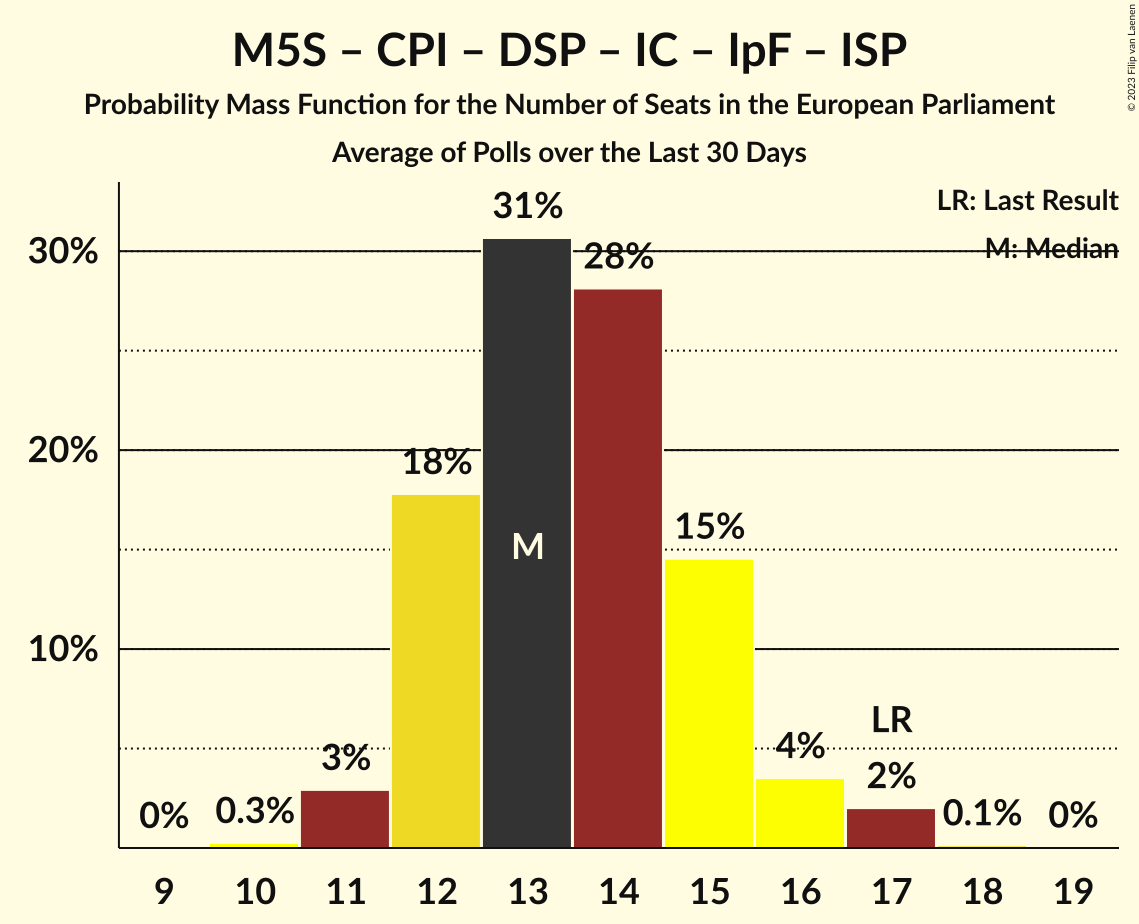 M5S – CPI – DSP – IC – IpF – ISP
Probability Mass Function for the Number of Seats in the European Parliament
Average of Polls over the Last 30 Days
© 2023 Filip van Laenen
LR: Last Result
M: Median
30%
20%
10%
0%
0.3%
3%
18%
31%
M
28%
15%
4%
LR
2%
0.1%
0%
9 10 11 12 13 14 15 16 17 18 19